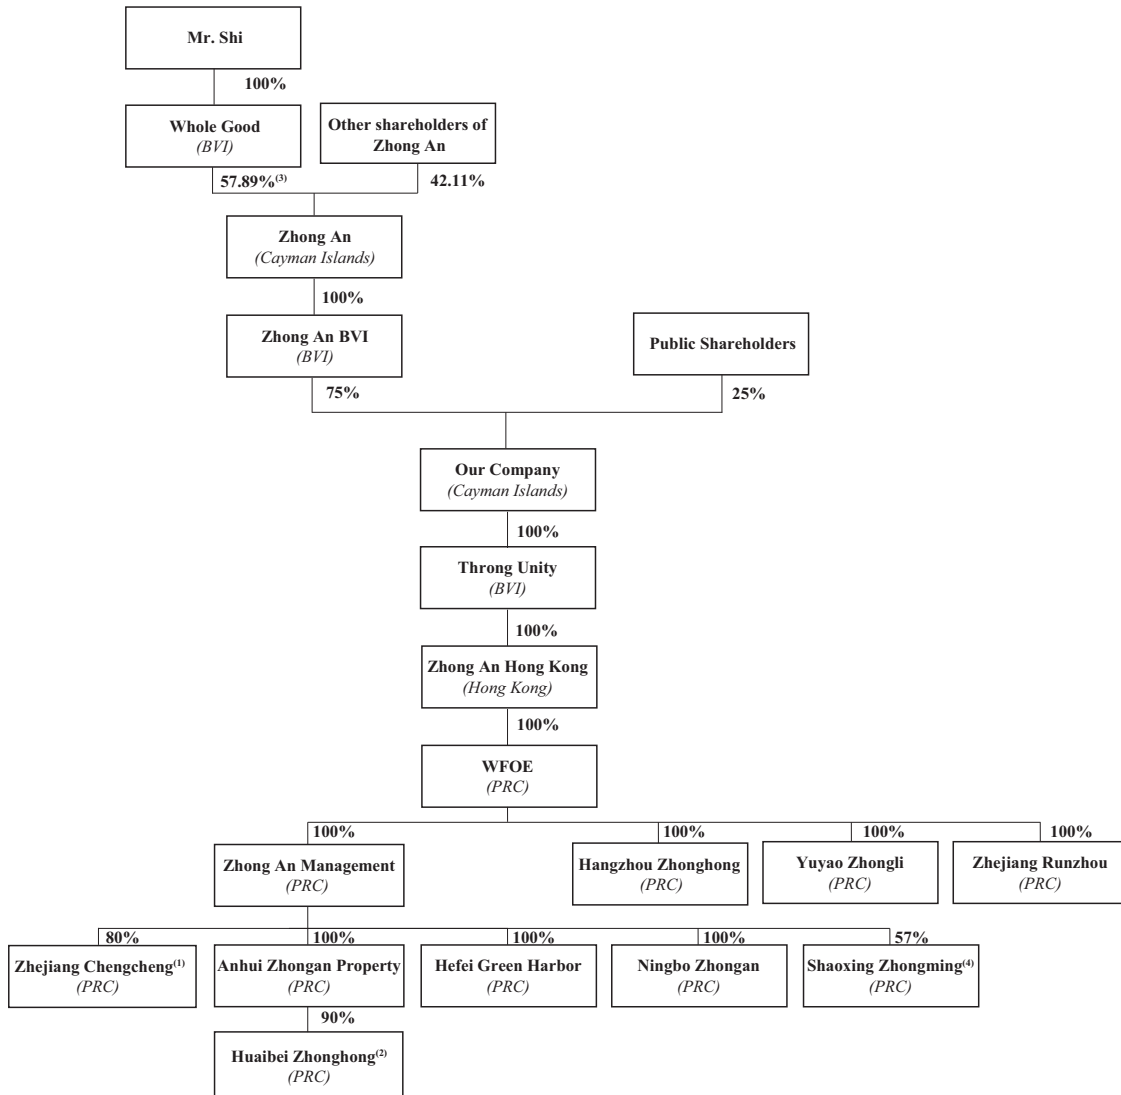 Mr. Shi
100%
Whole Good
(BVI)
Other shareholders of
Zhong An
57.89%(3)
42.11%
Zhong An
(Cayman Islands)
100%
Zhong An BVI
(BVI)
Public Shareholders
75%
25%
Our Company
(Cayman Islands)
100%
Throng Unity
(BVI)
100%
Zhong An Hong Kong
(Hong Kong)
100%
WFOE
(PRC)
100%
100%
100%
100%
Zhong An Management
(PRC)
Hangzhou Zhonghong
(PRC)
Yuyao Zhongli
(PRC)
Zhejiang Runzhou
(PRC)
80%
100%
100%
100%
57%
Zhejiang Chengcheng(1)
(PRC)
Anhui Zhongan Property
(PRC)
Hefei Green Harbor
(PRC)
Ningbo Zhongan
(PRC)
Shaoxing Zhongming(4)
(PRC)
90%
Huaibei Zhonghong(2)
(PRC)